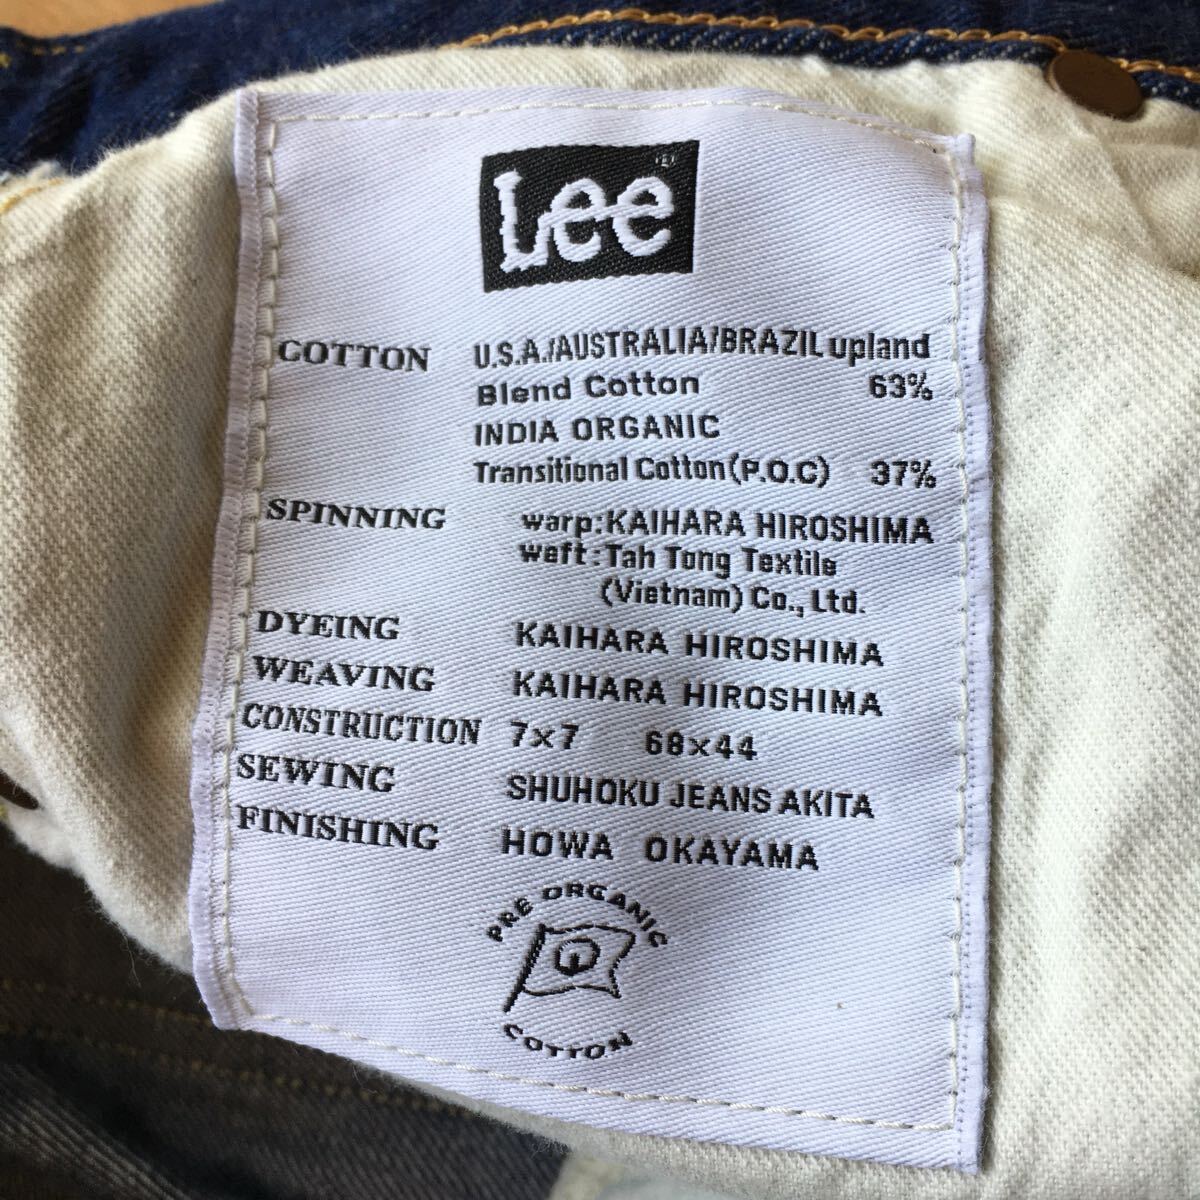 Lee®
COTTON U.S.A./AUSTRALIA/BRAZIL upland
Blend Cotton 63%
INDIA ORGANIC
Transitional Cotton(P.O.C) 37%
SPINNING warp:KAIHARA HIROSHIMA
weft:Tah Tong Textile
(Vietnam) Co., Ltd.
DYEING KAIHARA HIROSHIMA
WEAVING KAIHARA HIROSHIMA
CONSTRUCTION 7×7 68×44
SEWING SHUHOKU JEANS AKITA
FINISHING HOWA OKAYAMA
PRE ORGANIC
COTTON